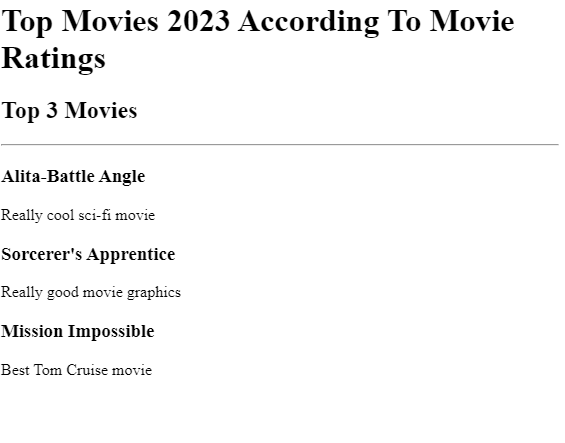 Top Movies 2023 According To Movie
Ratings
Top 3 Movies
Alita-Battle Angle
Really cool sci-fi movie
Sorcerer's Apprentice
Really good movie graphics
Mission Impossible
Best Tom Cruise movie